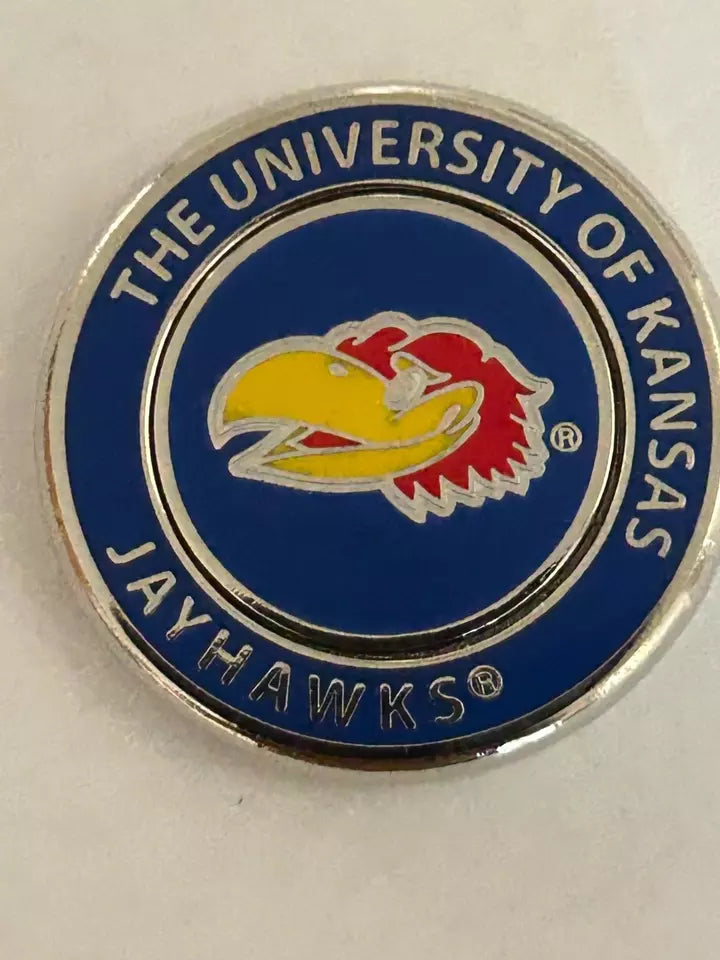 THE UNIVERSITY OF KANSAS
®
JAYHAWKS®